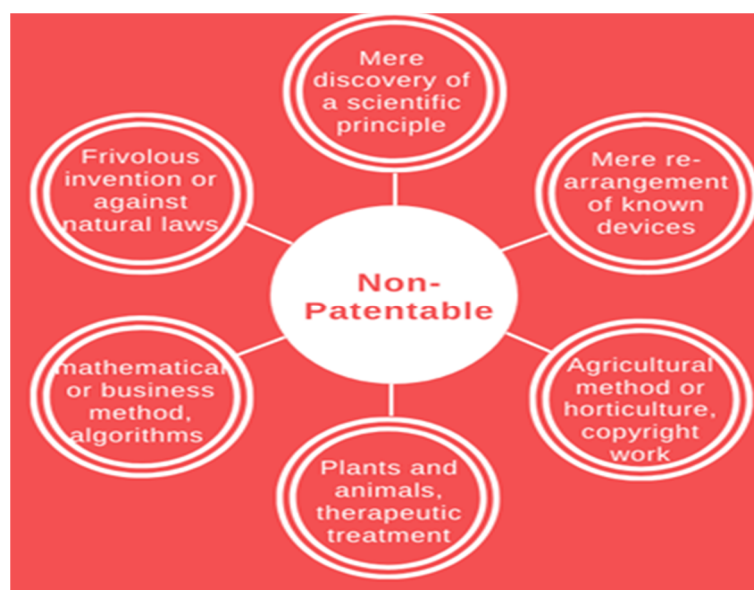 Mere
discovery of
a scientific
principle
Frivolous
invention or
against
natural laws
Mere re-
arrangement
of known
devices
Non-
Patentable
mathematical
or business
method,
algorithms
Agricultural
method or
horticulture,
copyright
work
Plants and
animals,
therapeutic
treatment